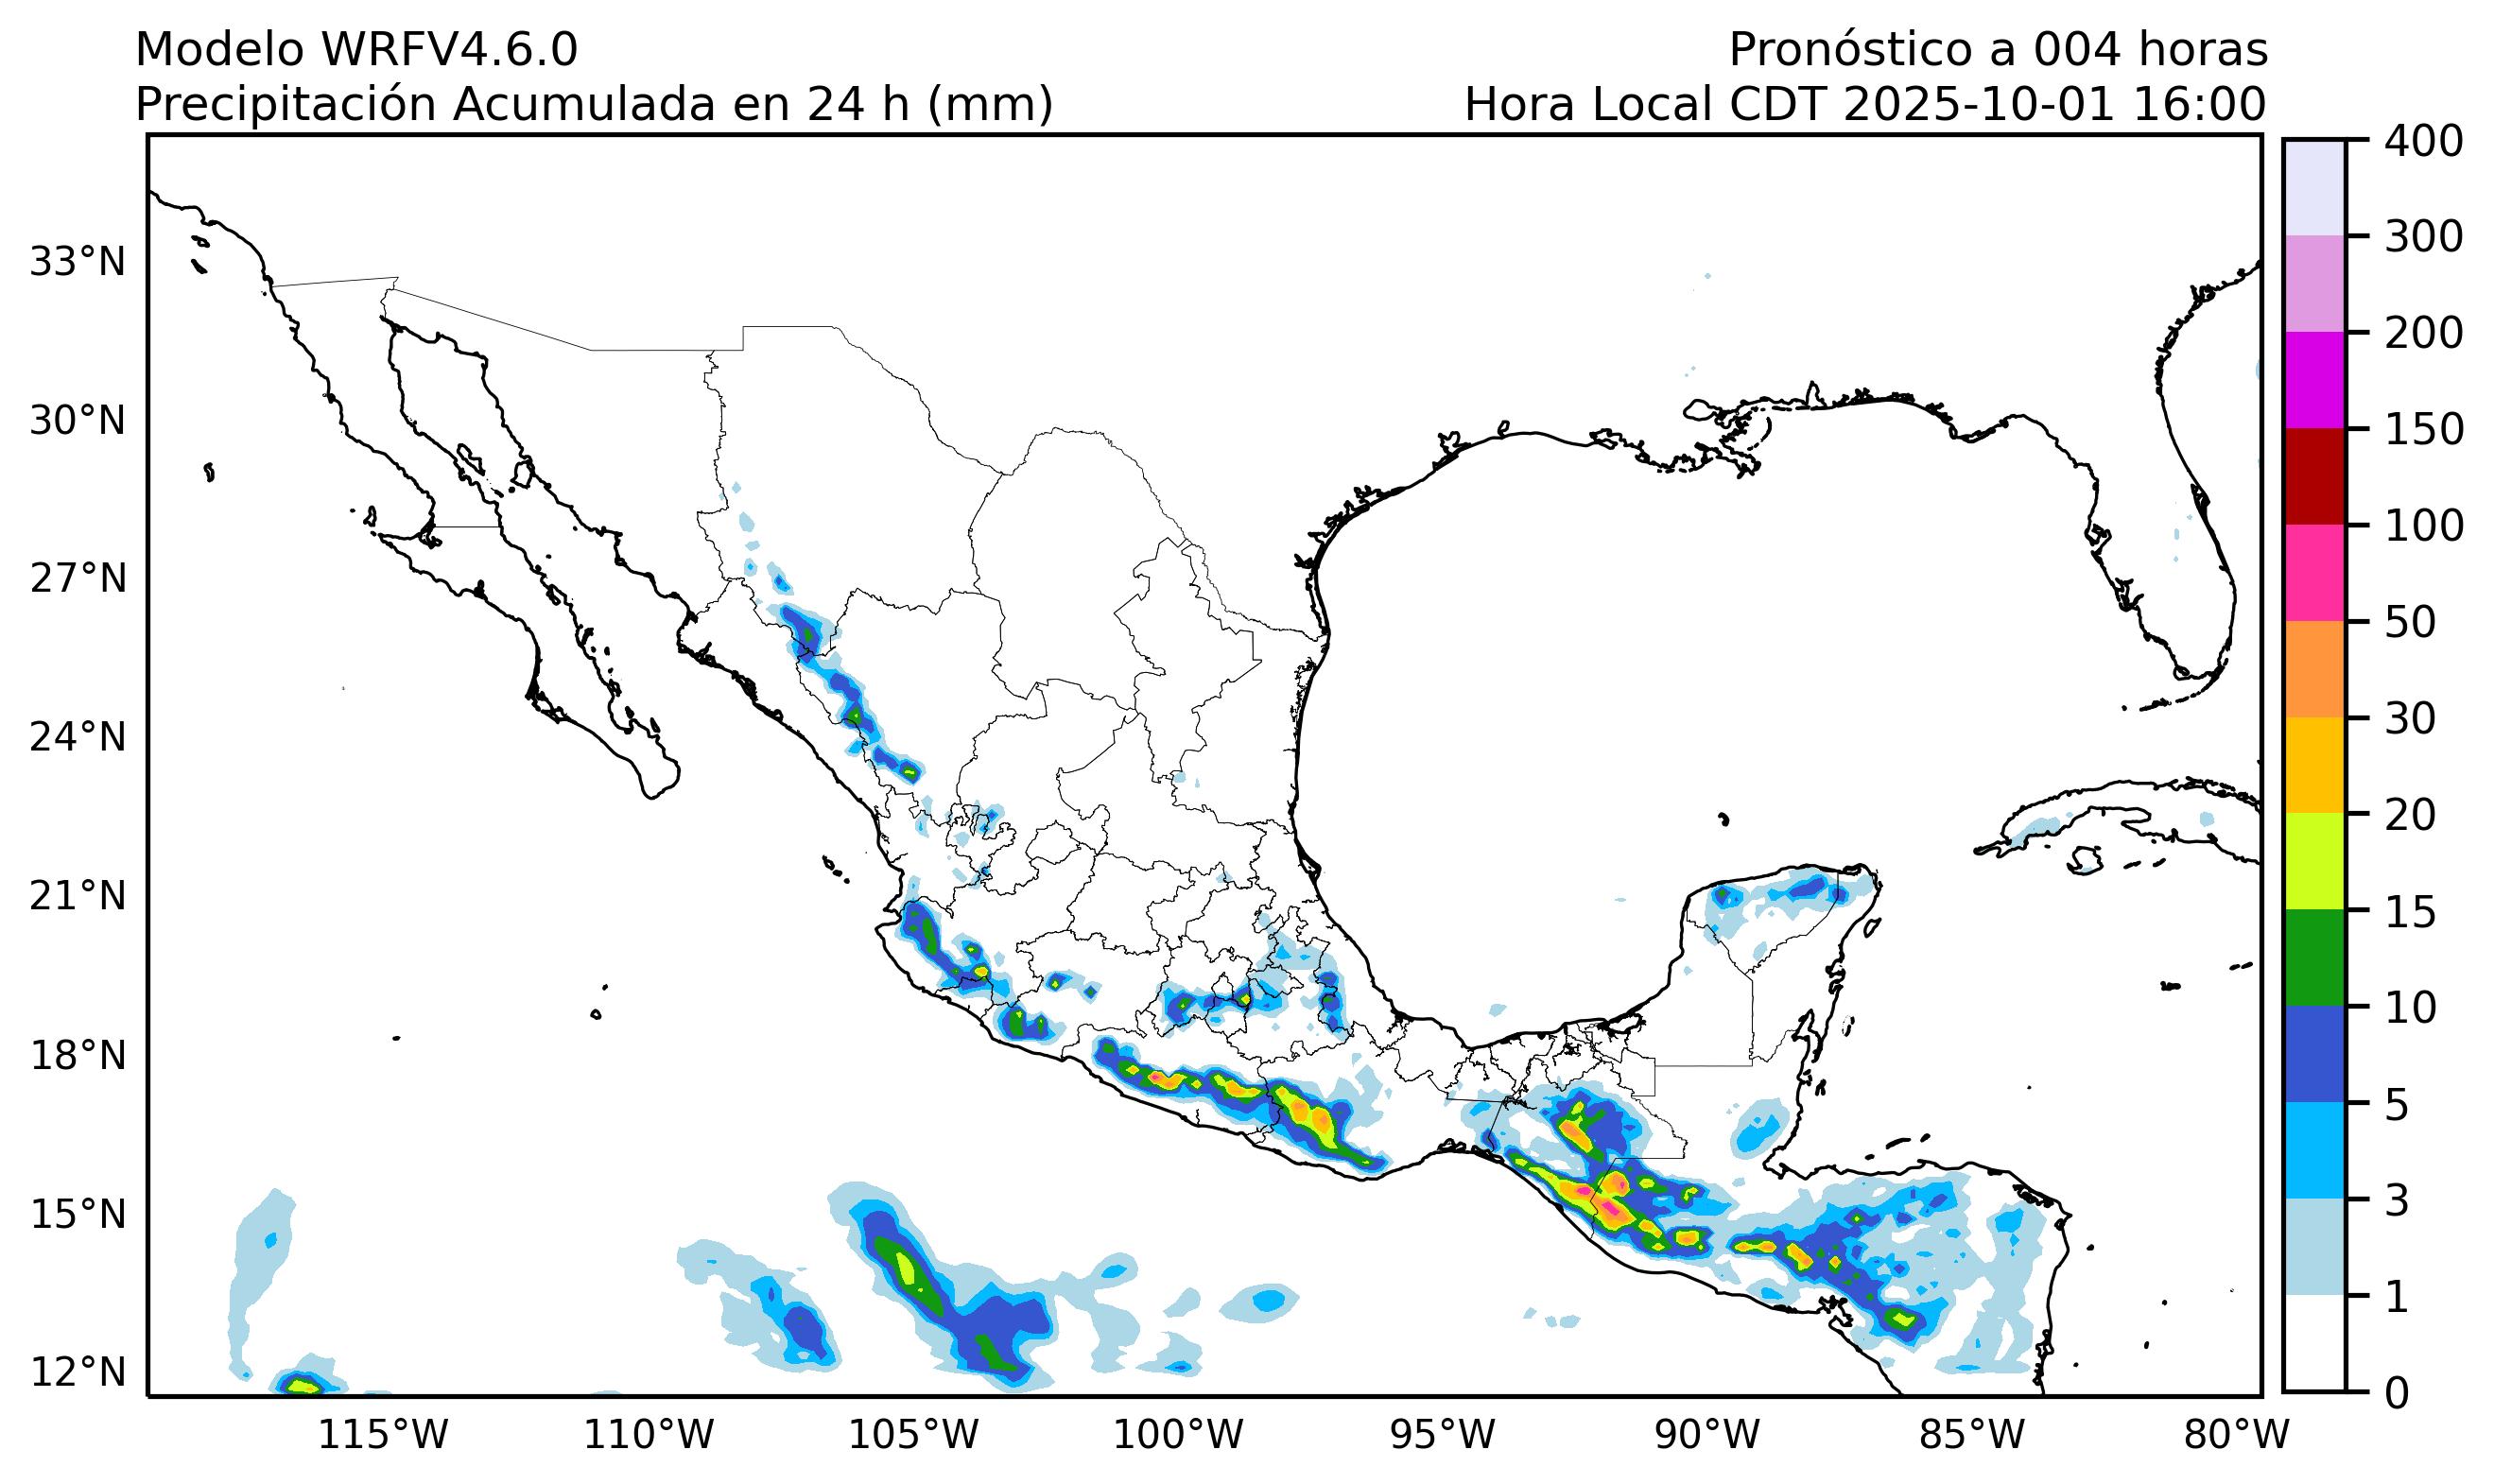 Modelo WRFV4.6.0
Pronóstico a 004 horas
Precipitación Acumulada en 24 h (mm)
Hora Local CDT 2025-10-01 16:00
33°N
30°N
27°N
24°N
21°N
18°N
15°N
12°N
115°W
110°W
105°W
100°W
95°W
90°W
85°W
80°W
400
300
200
150
100
50
30
20
15
10
5
3
1
0